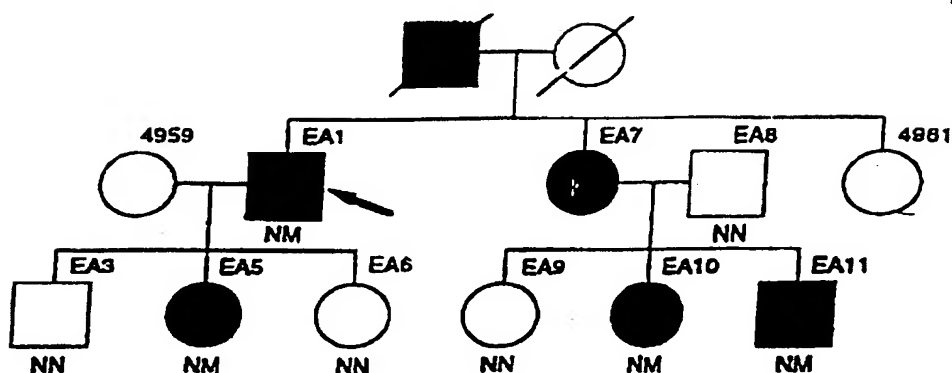 4959 EA1 EA7 EA8 4961
NM NN
EA3 EA5 EA6 EA9 EA10 EA11
NN NM NN NN NM NM